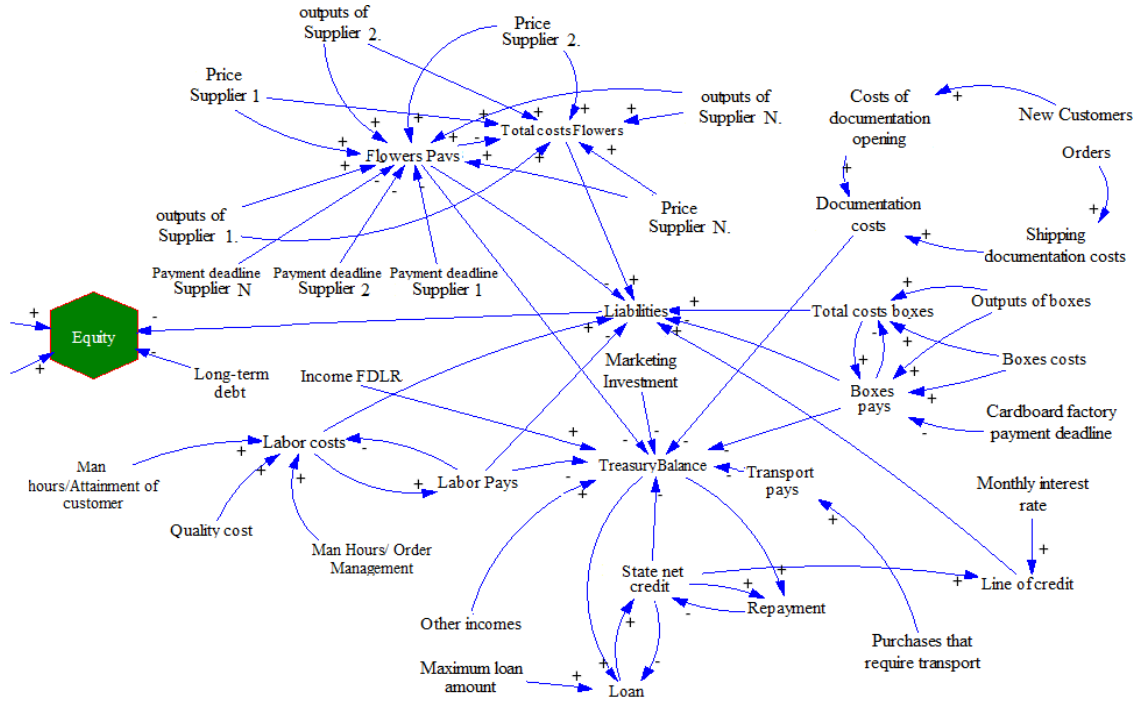 outputs of
Supplier 2.
Price
Supplier 2.
Price
Supplier 1
outputs of
Supplier N.
Costs of
documentation
opening
New Customers
Total costsFlowers
Flowers Pays
Orders
outputs of
Supplier 1.
Price
Supplier N.
Documentation
costs
Shipping
documentation costs
Payment deadline
Supplier N
Payment deadline
Supplier 2
Payment deadline
Supplier 1
Equity
Liabilities
Total costs boxes
Outputs of boxes
Long-term
debt
Income FDLR
Marketing
Investment
Boxes costs
Boxes
pays
Cardboard factory
payment deadline
Labor costs
Man
hours/Attainment of
customer
Labor Pays
TreasuryBalance
Transport
pays
Monthly interest
rate
Quality cost
Man Hours/ Order
Management
State net
credit
Line of credit
Repayment
Other incomes
Purchases that
require transport
Maximum loan
amount
Loan